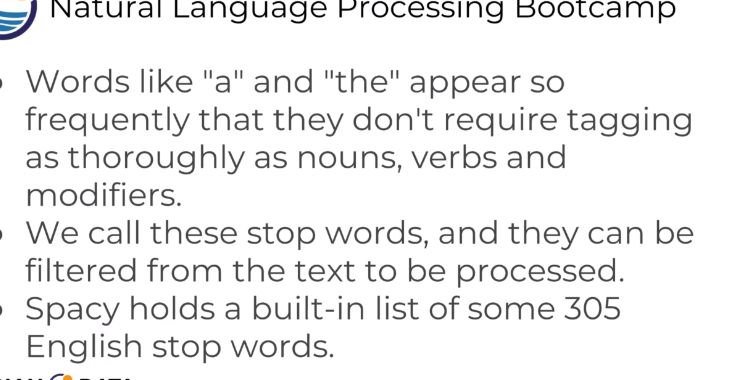 Natural Language Processing Bootcamp
Words like "a" and "the" appear so
frequently that they don't require tagging
as thoroughly as nouns, verbs and
modifiers.
We call these stop words, and they can be
filtered from the text to be processed.
Spacy holds a built-in list of some 305
English stop words.
DATA